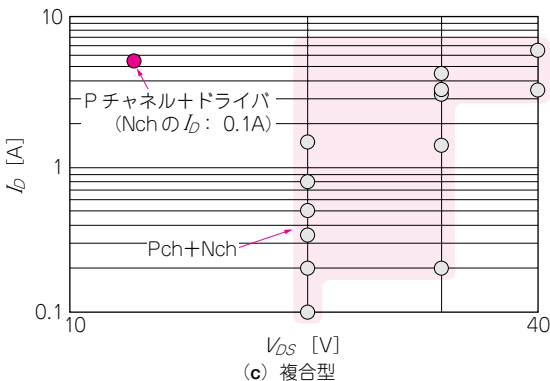 10
Pチャネル+ドライバ
(NchのID: 0.1A)
ID [A]
1
Pch+Nch
0.1
10
40
VDS [V]
(c) 複合型